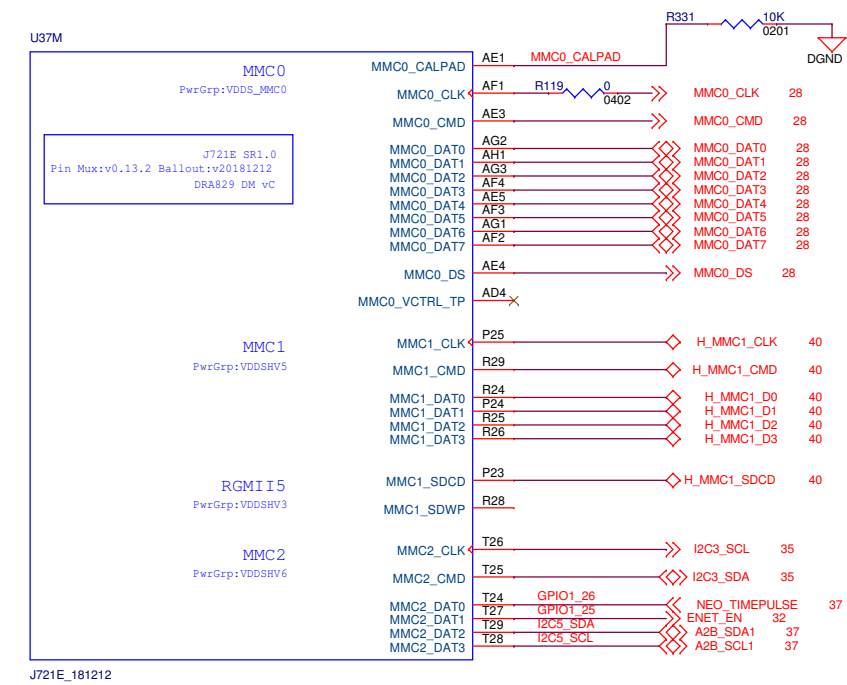 R331 10K
0201
DGND
U37M
MMC0
PwrGrp:VDDS_MMC0
J721E SR1.0
Pin Mux:v0.13.2 Ballout:v20181212
DRA829 DM vC
MMC0_CALPAD AE1 MMC0_CALPAD
MMC0_CLK AF1 R119 0 0402 MMC0_CLK 28
MMC0_CMD AE3 MMC0_CMD 28
MMC0_DAT0 AG2 MMC0_DAT0 28
MMC0_DAT1 AH1 MMC0_DAT1 28
MMC0_DAT2 AG3 MMC0_DAT2 28
MMC0_DAT3 AF4 MMC0_DAT3 28
MMC0_DAT4 AE5 MMC0_DAT4 28
MMC0_DAT5 AF3 MMC0_DAT5 28
MMC0_DAT6 AG1 MMC0_DAT6 28
MMC0_DAT7 AF2 MMC0_DAT7 28
MMC0_DS AE4 MMC0_DS 28
MMC0_VCTRL_TP AD4
MMC1
PwrGrp:VDDSHV5
MMC1_CLK P25 H_MMC1_CLK 40
MMC1_CMD R29 H_MMC1_CMD 40
MMC1_DAT0 R24 H_MMC1_D0 40
MMC1_DAT1 P24 H_MMC1_D1 40
MMC1_DAT2 R25 H_MMC1_D2 40
MMC1_DAT3 R26 H_MMC1_D3 40
RGMII5
PwrGrp:VDDSHV3
MMC1_SDCD P23 H_MMC1_SDCD 40
MMC1_SDWP R28
MMC2
PwrGrp:VDDSHV6
MMC2_CLK T26 I2C3_SCL 35
MMC2_CMD T25 I2C3_SDA 35
MMC2_DAT0 T24 GPIO1_26 NEO_TIMEPULSE 37
MMC2_DAT1 T27 GPIO1_25 ENET_EN 32
MMC2_DAT2 T29 I2C5_SDA A2B_SDA1 37
MMC2_DAT3 T28 I2C5_SCL A2B_SCL1 37
J721E_181212